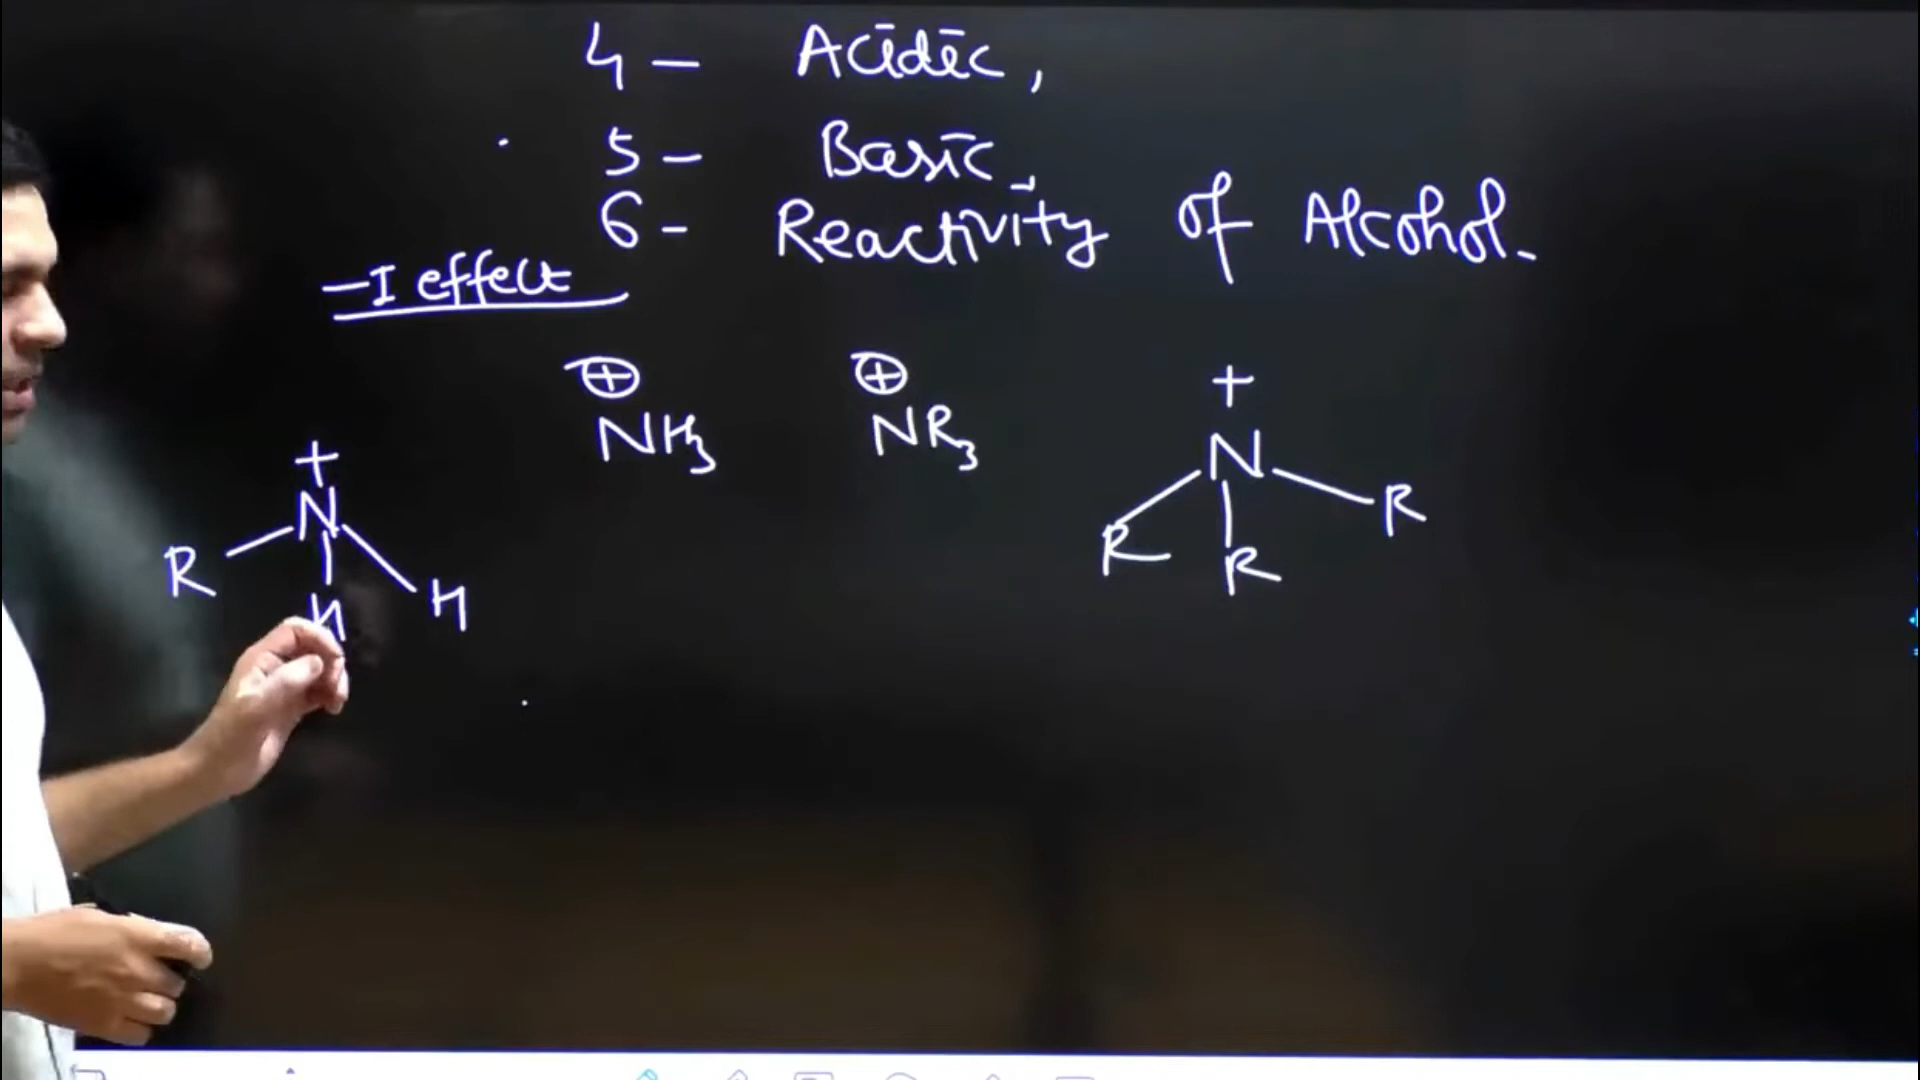 4 - Acidic,
5 - Basic,
6 - Reactivity of Alcohol.
-I effect
⊕ ⊕ +
NH₃ NR₃ N
R R R
+
N
R H H